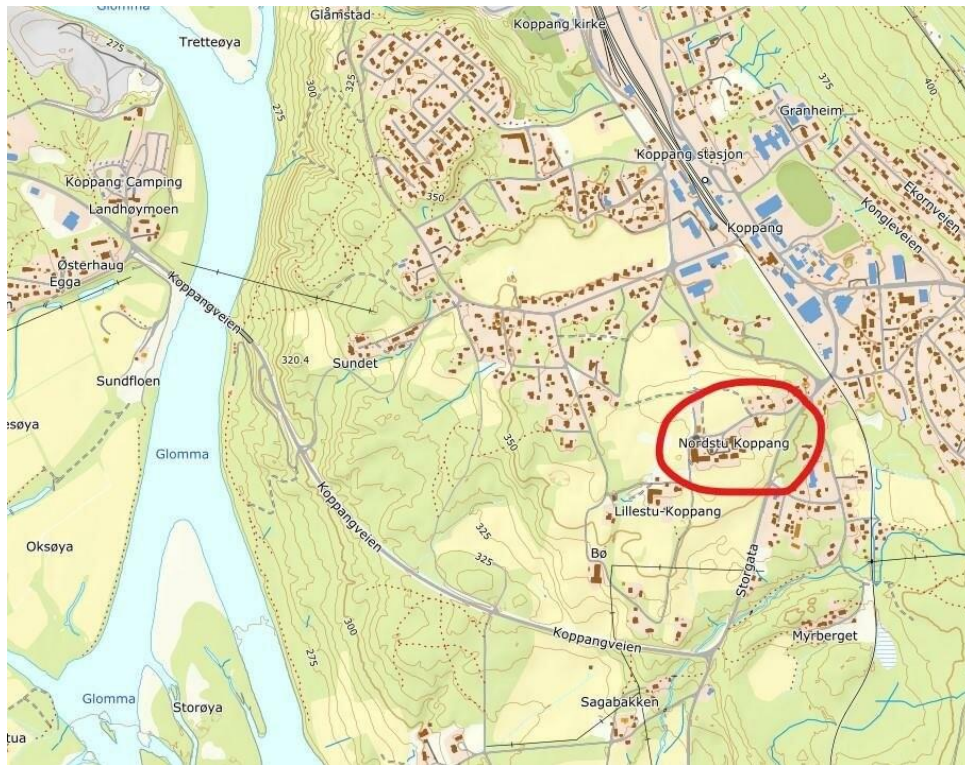 Glomma
Glåmstad
Koppang kirke
Tretteøya
275
300
325
275
375
400
Granheim
Koppang stasjon
Koppang Camping
Landhøymoen
350
Ekornveien
Kongleveien
Koppang
Østerhaug
Egga
Koppangveien
320.4
Sundet
Sundfloen
esøya
Glomma
350
Nordstu Koppang
Lillestu-Koppang
Koppangveien
325
325
Bø
Oksøya
Storgata
300
Koppangveien
Myrberget
275
Glomma
Storøya
Sagabakken
tua